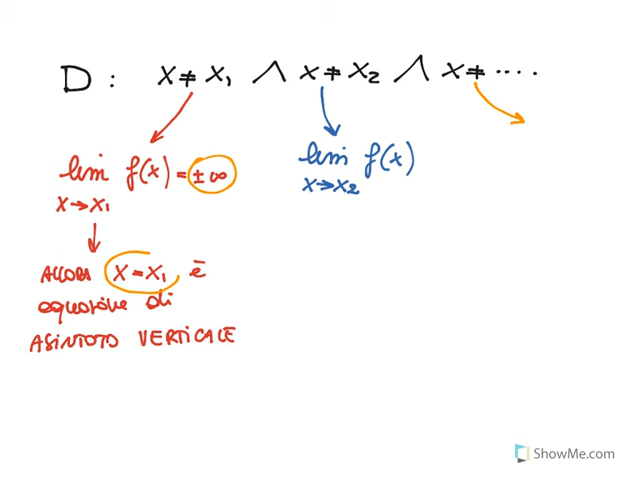 D : x ≠ x₁ ∧ x ≠ x₂ ∧ x ≠ ....
lim f(x) = ±∞
x→x₁
lim f(x)
x→x₂
ALLORA x = x₁ è
equazione di
ASINTOTO VERTICALE
ShowMe.com